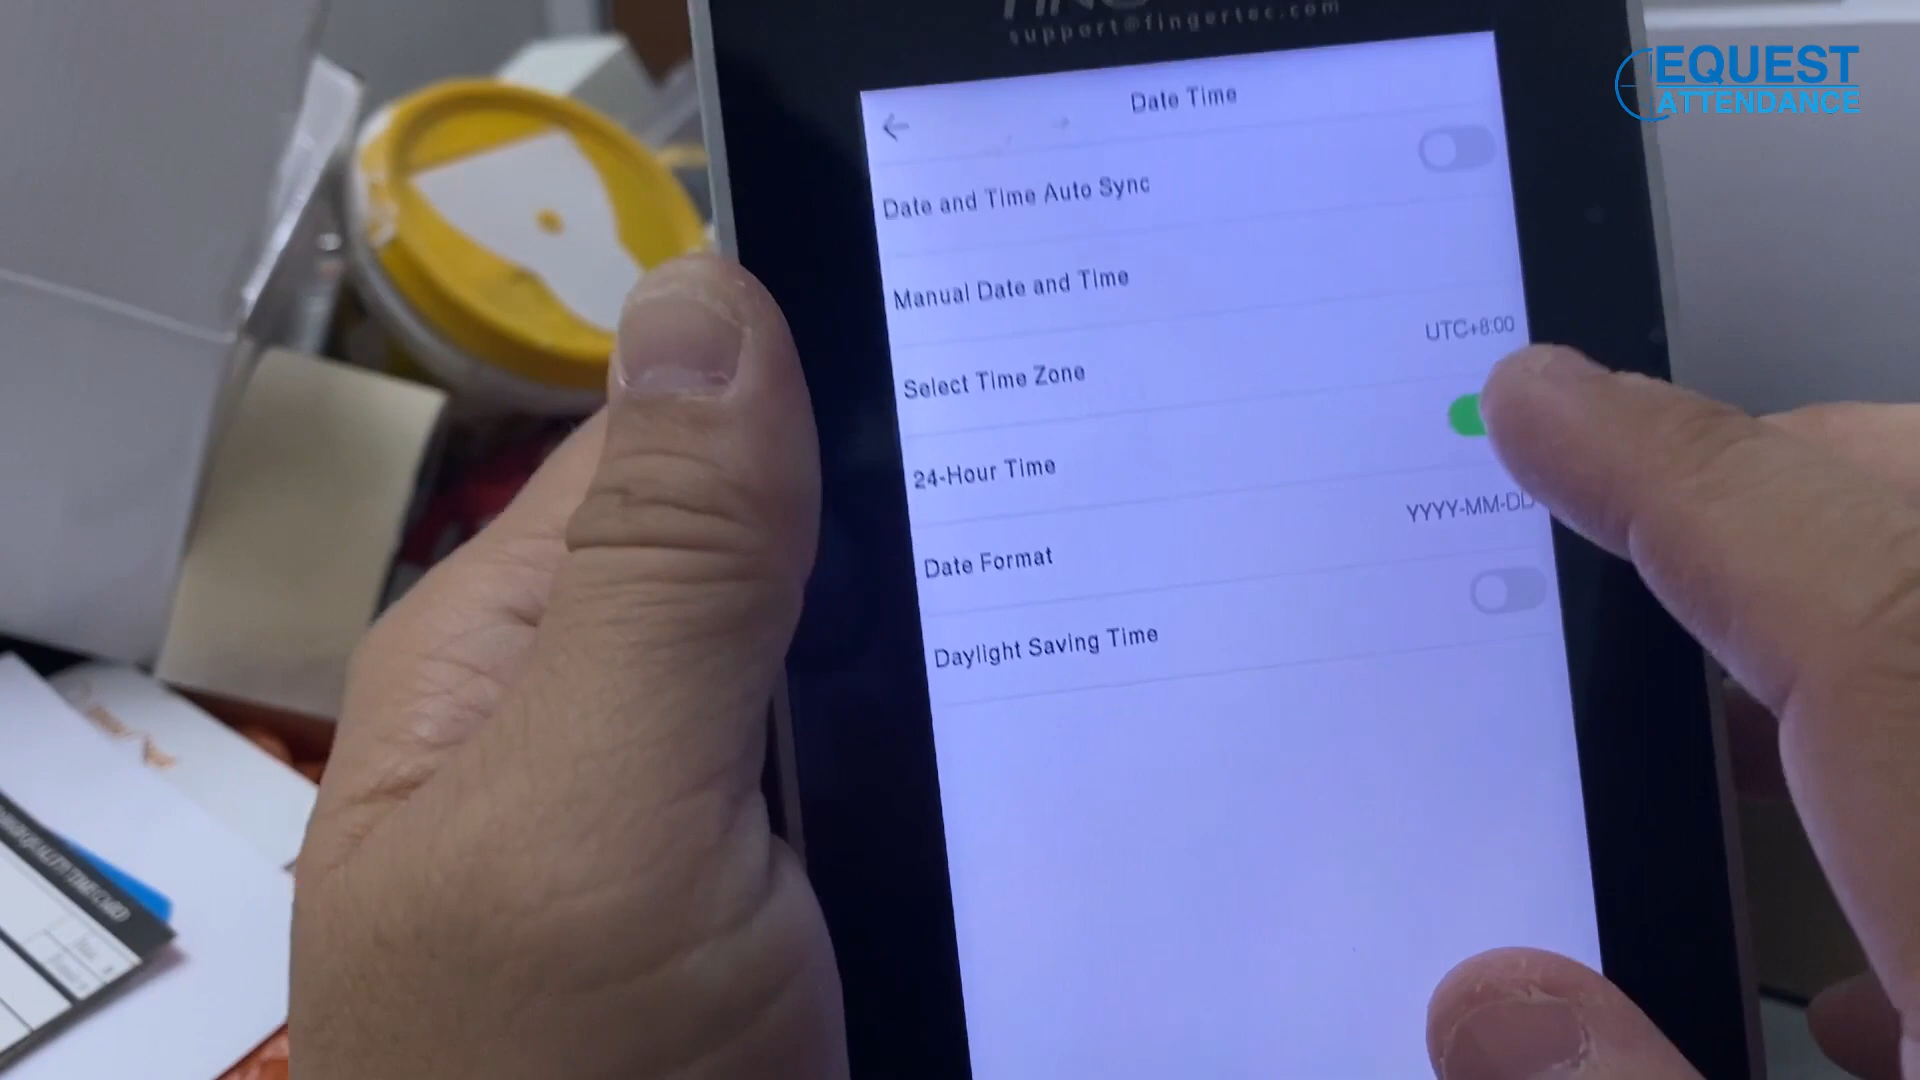 support@fingertec.com
EQUEST
ATTENDANCE
Date Time
Date and Time Auto Sync
Manual Date and Time
Select Time Zone
UTC+8:00
24-Hour Time
Date Format
YYYY-MM-DD
Daylight Saving Time